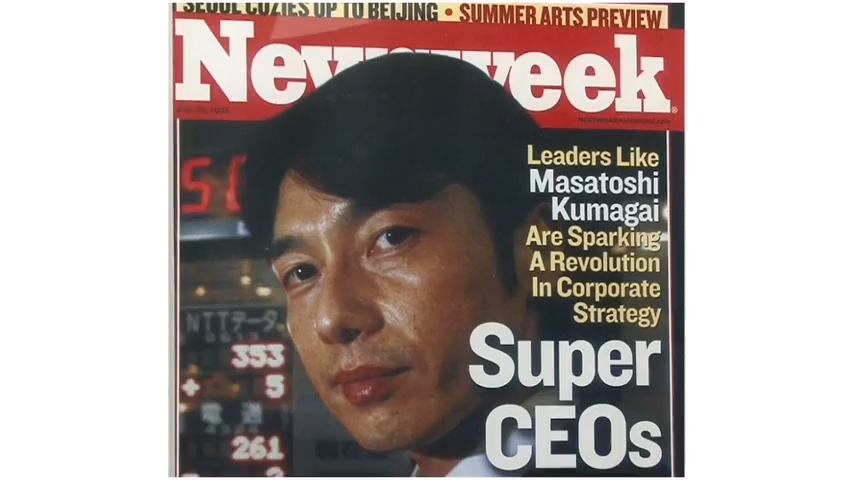 SEOUL COZIES UP TO BEIJING • SUMMER ARTS PREVIEW
Newsweek
Leaders Like
Masatoshi
Kumagai
Are Sparking
A Revolution
In Corporate
Strategy
Super
CEOs
NTTデータ
353
+ 5
電通
261